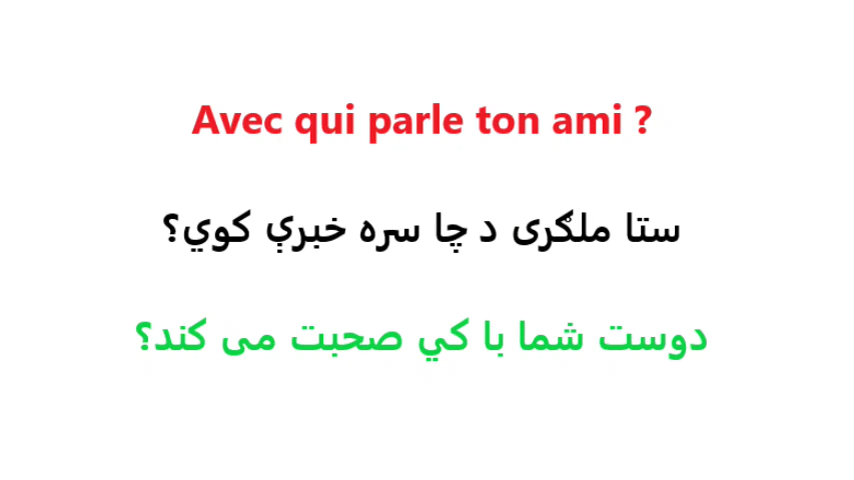 Avec qui parle ton ami ?
ستا ملګری د چا سره خبرې کوي؟
دوست شما با کي صحبت می کند؟